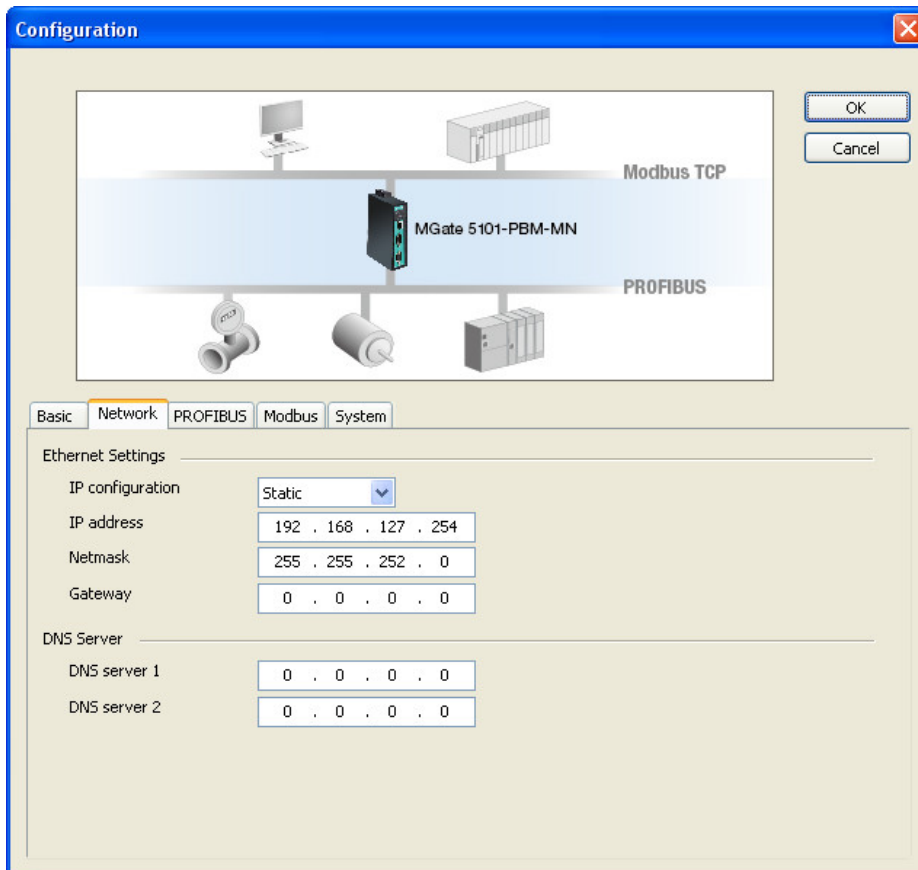 Configuration
OK
Cancel
Modbus TCP
MGate 5101-PBM-MN
PROFIBUS
Basic Network PROFIBUS Modbus System
Ethernet Settings
IP configuration Static
IP address 192 . 168 . 127 . 254
Netmask 255 . 255 . 252 . 0
Gateway 0 . 0 . 0 . 0
DNS Server
DNS server 1 0 . 0 . 0 . 0
DNS server 2 0 . 0 . 0 . 0